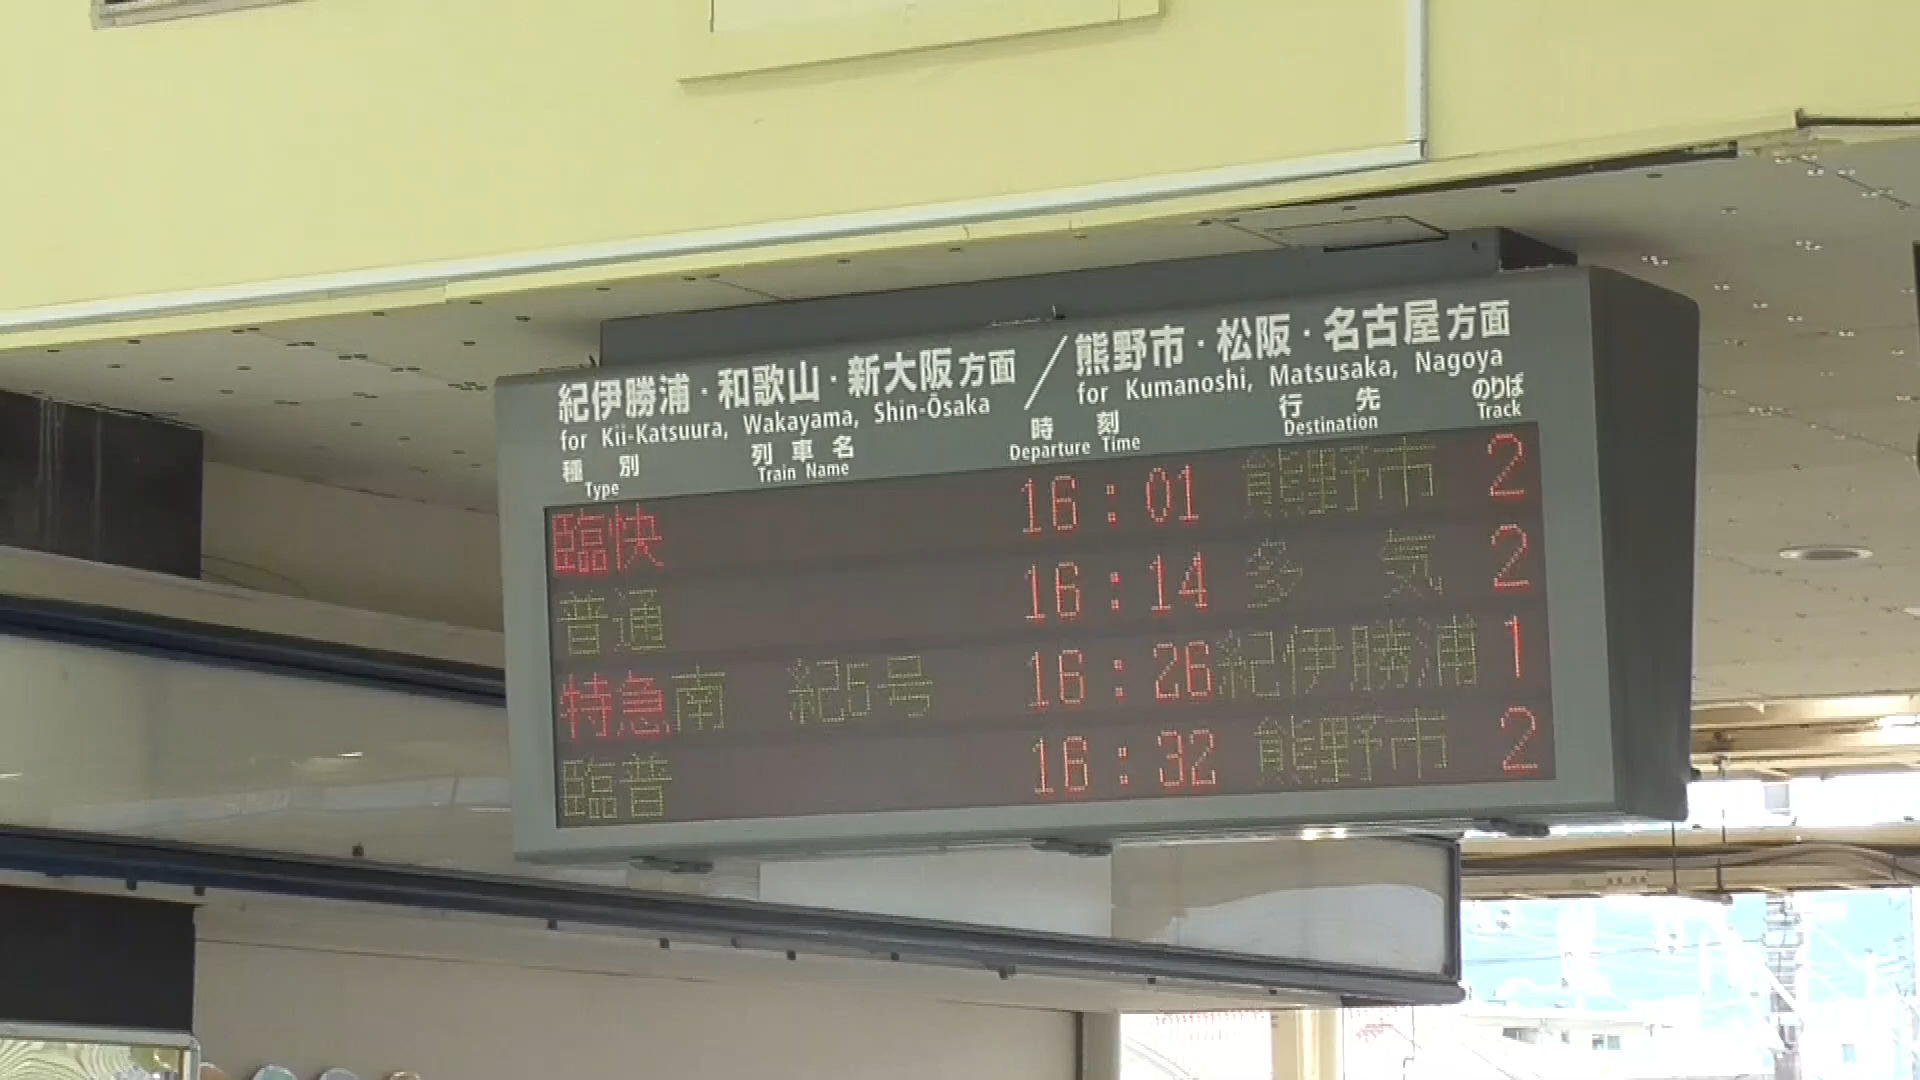 紀伊勝浦・和歌山・新大阪方面／熊野市・松阪・名古屋方面
for Kii-Katsuura, Wakayama, Shin-Ōsaka for Kumanoshi, Matsusaka, Nagoya
種別 列車名 時刻 行先 のりば
Type Train Name Departure Time Destination Track
臨快 16:01 熊野市 2
普通 16:14 多気 2
特急 南紀5号 16:26 紀伊勝浦 1
臨普 16:32 熊野市 2